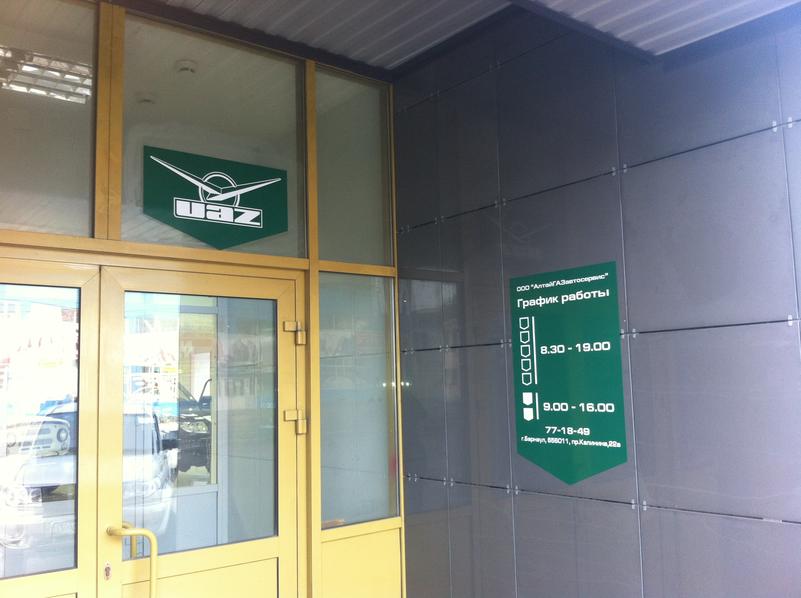 uaz
ООО "АлтайГАЗавтосервис"
График работы
8.30 - 19.00
9.00 - 16.00
77-18-49
г.Барнаул, 656011, пр.Калинина,22а